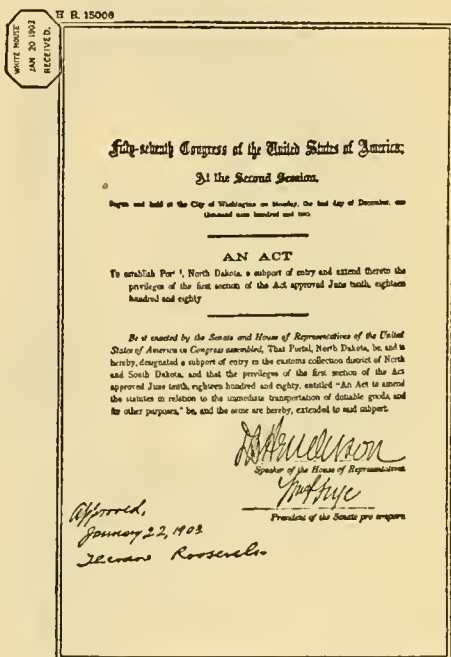 H R. 15006
WHITE HOUSE
JAN 20 1903
RECEIVED.
Fifty-seventh Congress of the United States of America;
At the Second Session,
Begun and held at the City of Washington on Monday, the day of December, one
thousand nine hundred and two
AN ACT
To establish Port l, North Dakota, a subport of entry and extend thereto the
privileges of the first section of the Act approved June tenth, eighteen
hundred and eighty
Be it enacted by the Senate and House of Representatives of the United
States of America in Congress assembled, That Portal, North Dakota, be, and is
hereby, designated a subport of entry in the customs collection district of North
and South Dakota, and that the privileges of the first section of the Act
approved June tenth, eighteen hundred and eighty, entitled "An Act to amend
the statutes in relation to the immediate transportation of dutiable goods, and
for other purposes," be, and the same are hereby, extended to said subport.
D B Henderson
Speaker of the House of Representatives
Wm P Frye
President of the Senate pro tempore
Approved,
January 22, 1903
Theodore Roosevelt